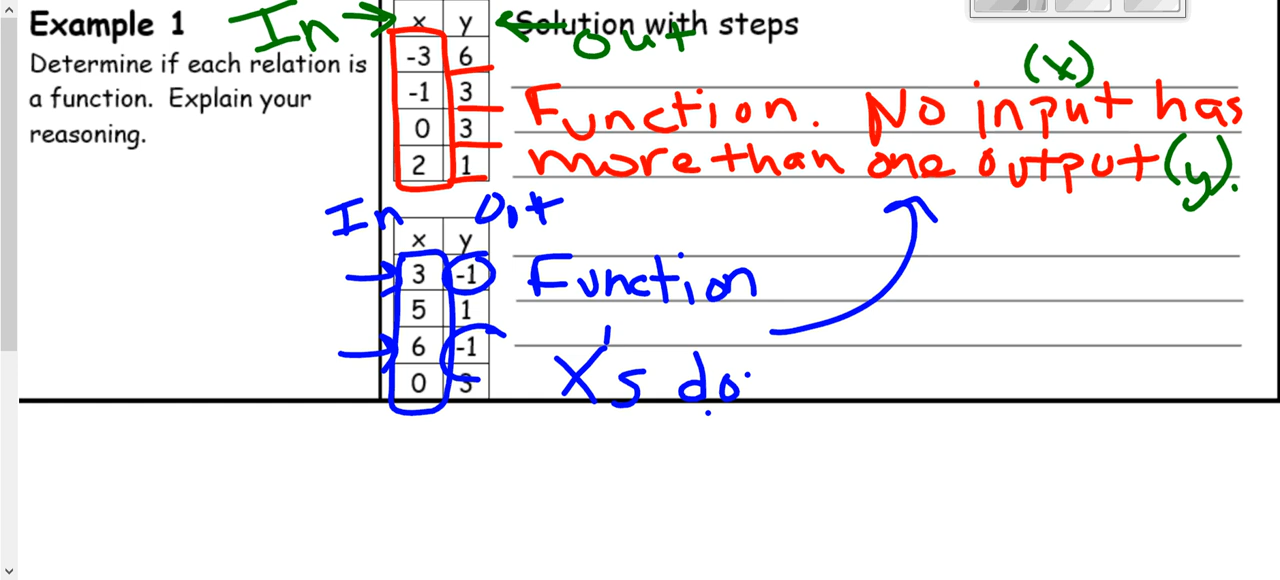 Example 1
Determine if each relation is
a function. Explain your
reasoning.
In
x y
-3 6
-1 3
0 3
2 1
Solution with steps
out
(x)
Function. No input has
more than one output (y).
In Out
x y
3 -1
5 1
6 -1
0 3
Function
X's do